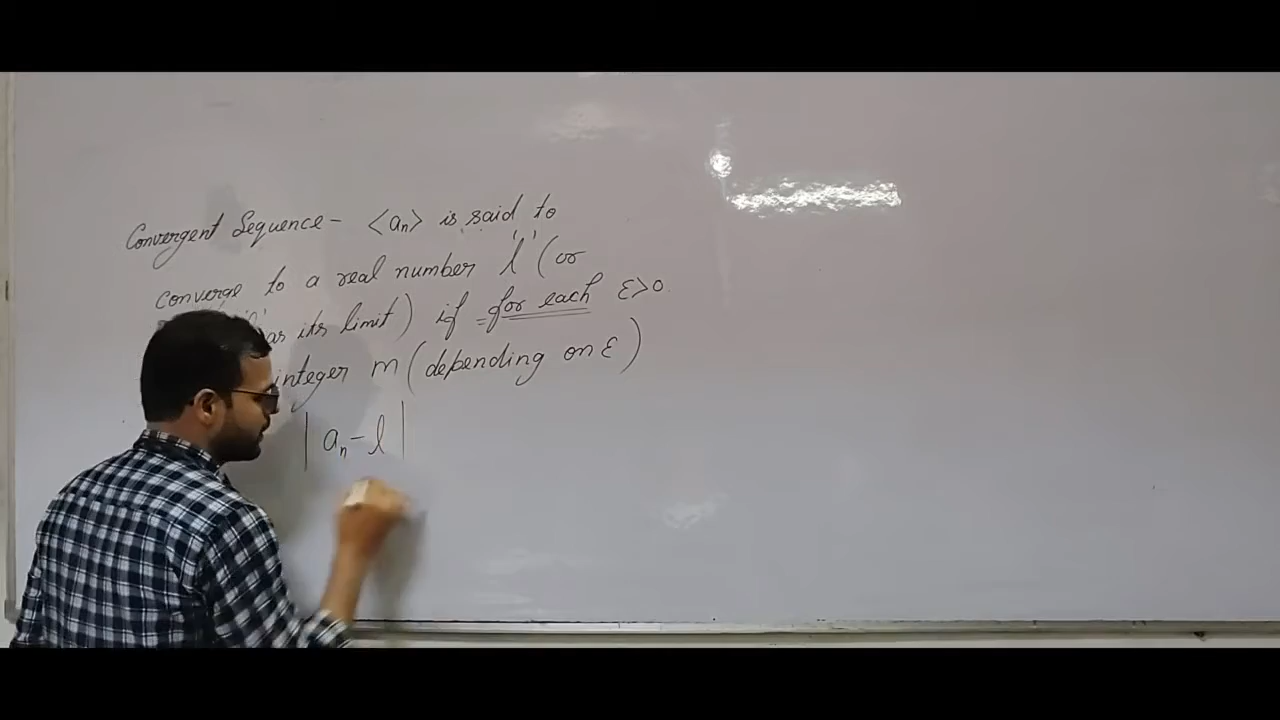 Convergent Sequence - <aₙ> is said to
converge to a real number 'l' (or
as its limit) if for each ε>0.
integer m (depending on ε)
| aₙ - l |